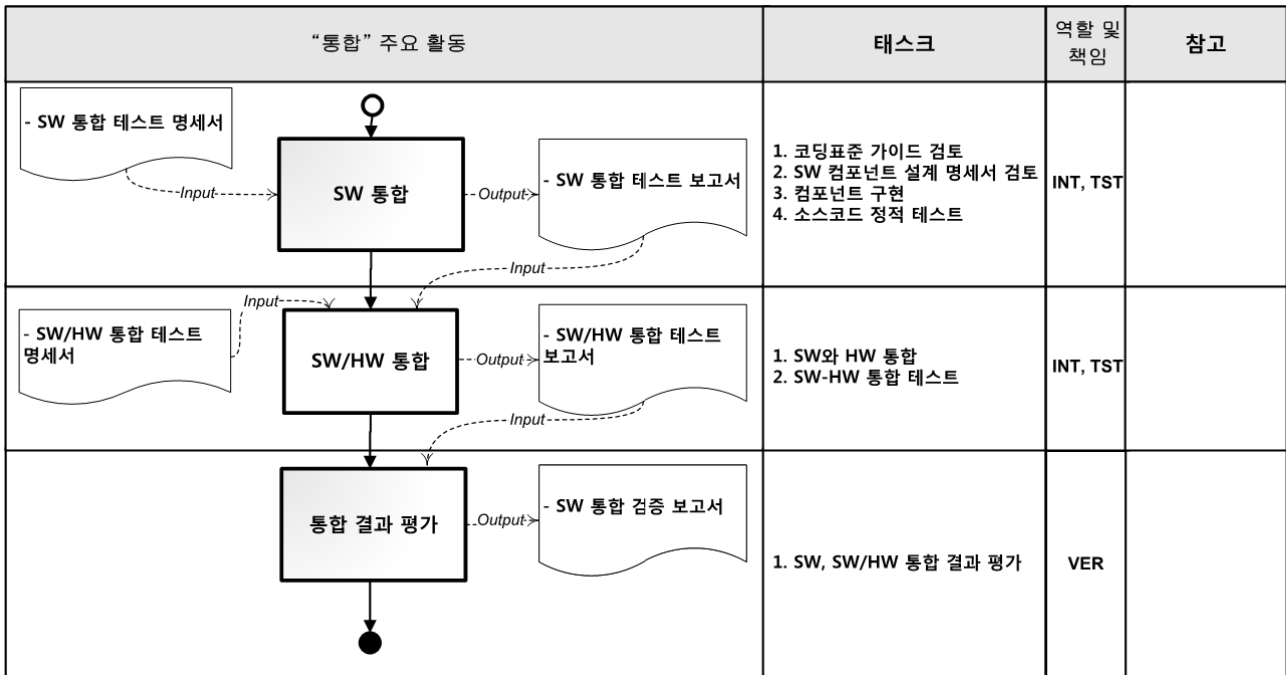 “통합” 주요 활동
태스크
역할 및
책임
참고
- SW 통합 테스트 명세서
Input
SW 통합
Output
- SW 통합 테스트 보고서
Input
1. 코딩표준 가이드 검토
2. SW 컴포넌트 설계 명세서 검토
3. 컴포넌트 구현
4. 소스코드 정적 테스트
INT, TST
Input
- SW/HW 통합 테스트
명세서
SW/HW 통합
Output
- SW/HW 통합 테스트
보고서
Input
1. SW와 HW 통합
2. SW-HW 통합 테스트
INT, TST
통합 결과 평가
Output
- SW 통합 검증 보고서
1. SW, SW/HW 통합 결과 평가
VER